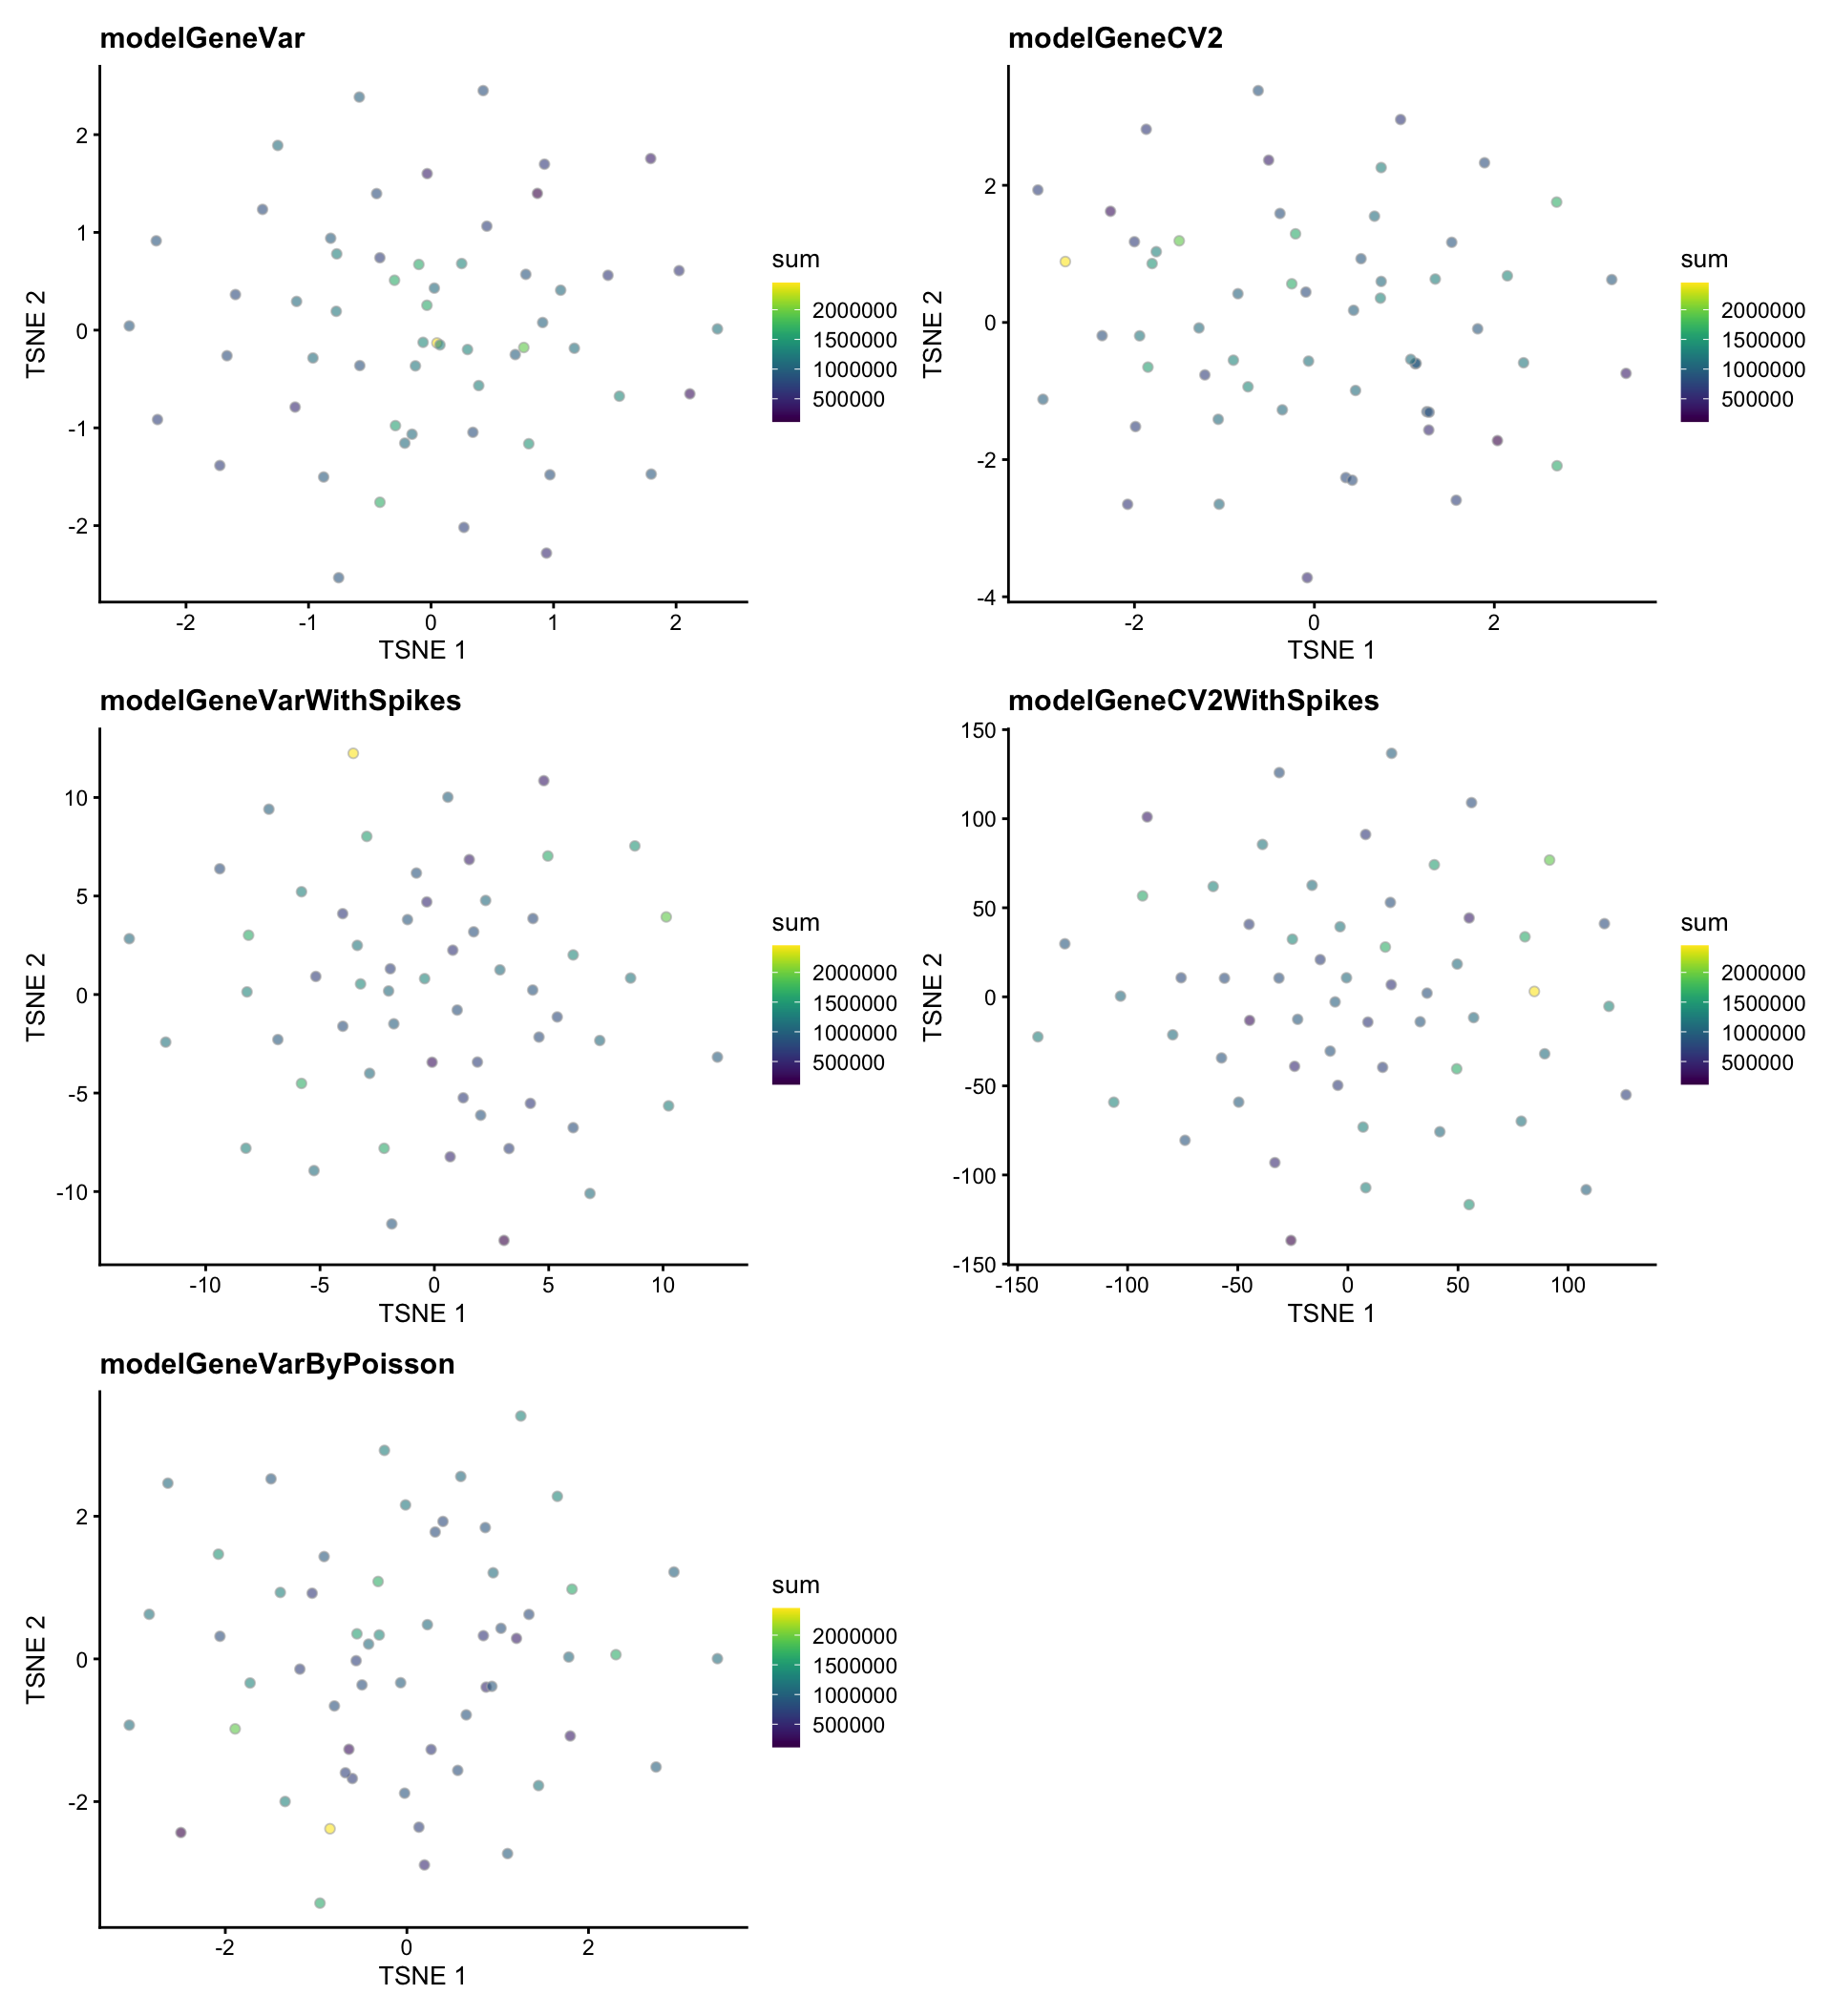 modelGeneVar
2
1
0
-1
-2
TSNE 2
-2 -1 0 1 2
TSNE 1
sum
2000000
1500000
1000000
500000
modelGeneCV2
2
0
-2
-4
TSNE 2
-2 0 2
TSNE 1
sum
2000000
1500000
1000000
500000
modelGeneVarWithSpikes
10
5
0
-5
-10
TSNE 2
-10 -5 0 5 10
TSNE 1
sum
2000000
1500000
1000000
500000
modelGeneCV2WithSpikes
150
100
50
0
-50
-100
-150
TSNE 2
-150 -100 -50 0 50 100
TSNE 1
sum
2000000
1500000
1000000
500000
modelGeneVarByPoisson
2
0
-2
TSNE 2
-2 0 2
TSNE 1
sum
2000000
1500000
1000000
500000